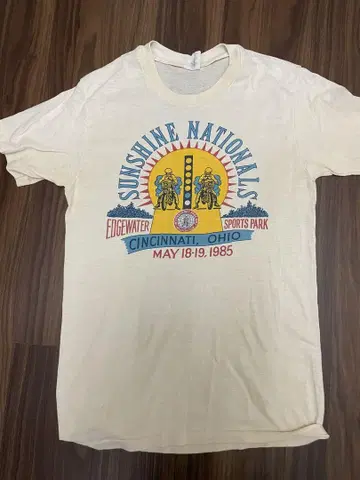 SUNSHINE NATIONALS
EDGEWATER SPORTS PARK
CINCINNATI, OHIO
MAY 18-19, 1985